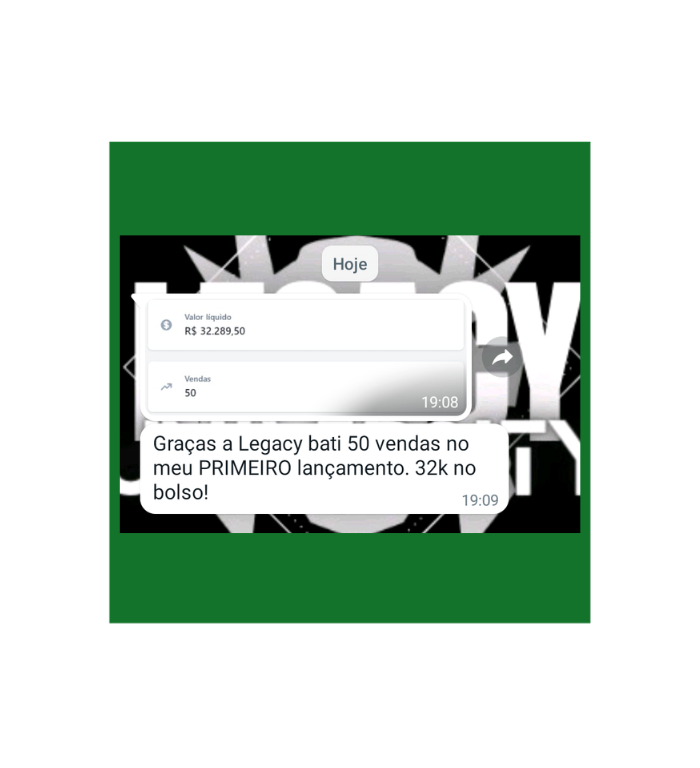 Hoje
Valor líquido
R$ 32.289,50
Vendas
50
19:08
Graças a Legacy bati 50 vendas no
meu PRIMEIRO lançamento. 32k no
bolso!
19:09